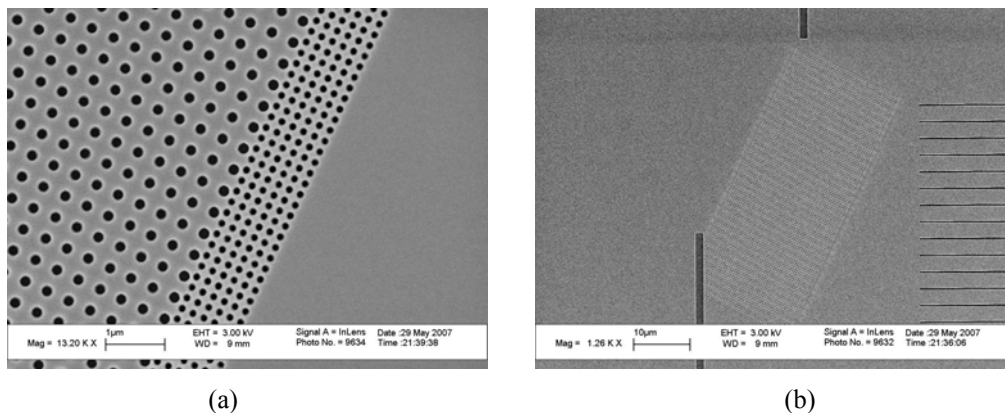 1µm
Mag = 13.20 K X
EHT = 3.00 kV
WD = 9 mm
Signal A = InLens
Photo No. = 9634
Date :29 May 2007
Time :21:39:38
10µm
Mag = 1.26 K X
EHT = 3.00 kV
WD = 9 mm
Signal A = InLens
Photo No. = 9632
Date :29 May 2007
Time :21:36:06
(a)
(b)